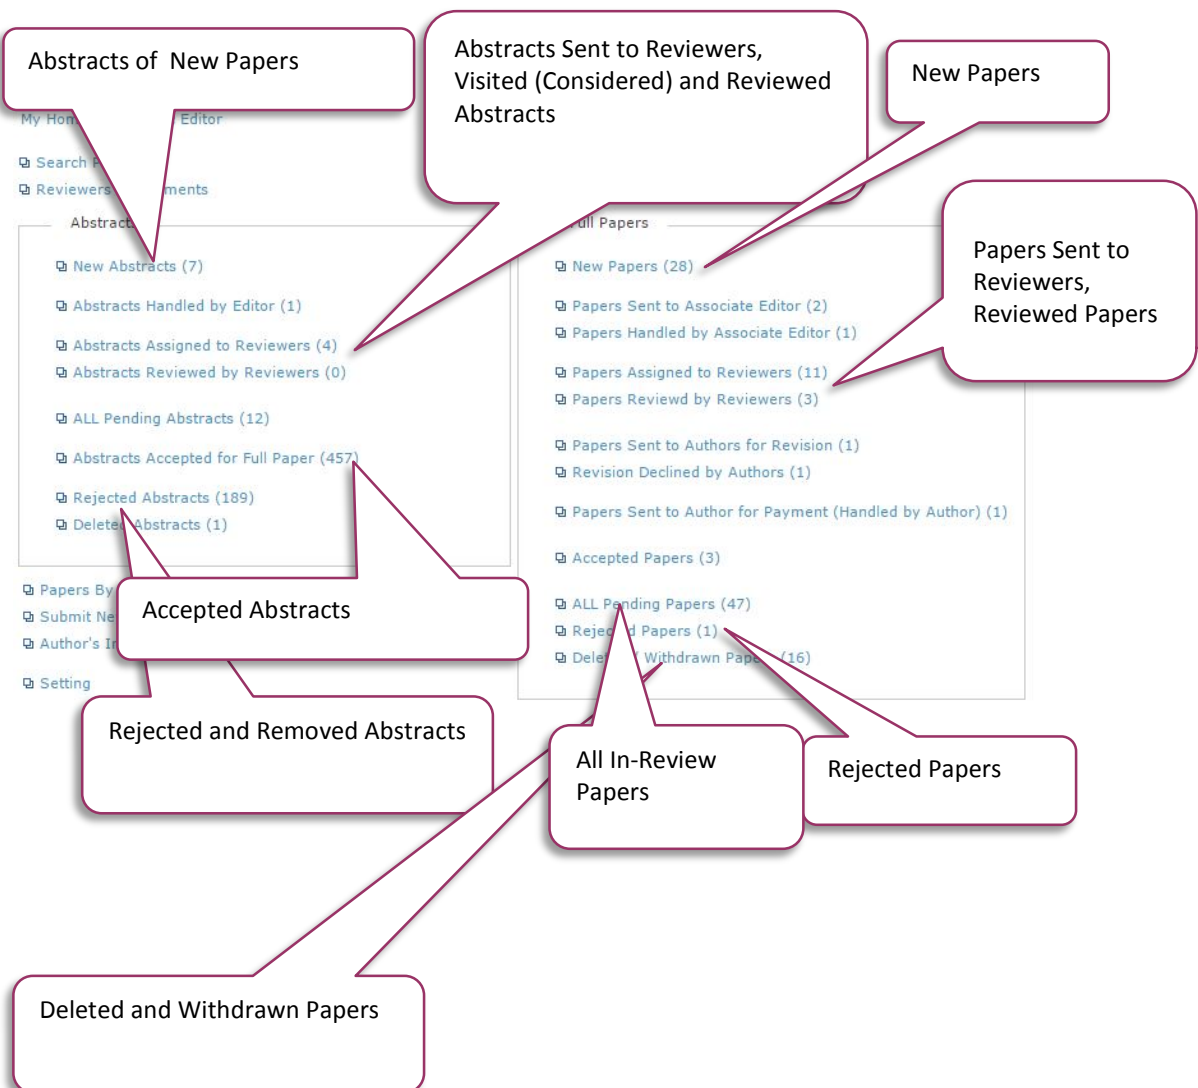 Abstracts of New Papers
Abstracts Sent to Reviewers,
Visited (Considered) and Reviewed
Abstracts
New Papers
My Editor
Search
Reviewers
Papers Sent to
Reviewers,
Reviewed Papers
New Abstracts (7)
Abstracts Handled by Editor (1)
Abstracts Assigned to Reviewers (4)
Abstracts Reviewed by Reviewers (0)
ALL Pending Abstracts (12)
Abstracts Accepted for Full Paper (457)
Rejected Abstracts (189)
Deleted Abstracts (1)
Full Papers
New Papers (28)
Papers Sent to Associate Editor (2)
Papers Handled by Associate Editor (1)
Papers Assigned to Reviewers (11)
Papers Reviewd by Reviewers (3)
Papers Sent to Authors for Revision (1)
Revision Declined by Authors (1)
Papers Sent to Author for Payment (Handled by Author) (1)
Accepted Papers (3)
ALL Pending Papers (47)
Rejected Papers (1)
Deleted / Withdrawn Papers (16)
Papers By
Submit
Author's
Setting
Accepted Abstracts
Rejected and Removed Abstracts
All In-Review
Papers
Rejected Papers
Deleted and Withdrawn Papers